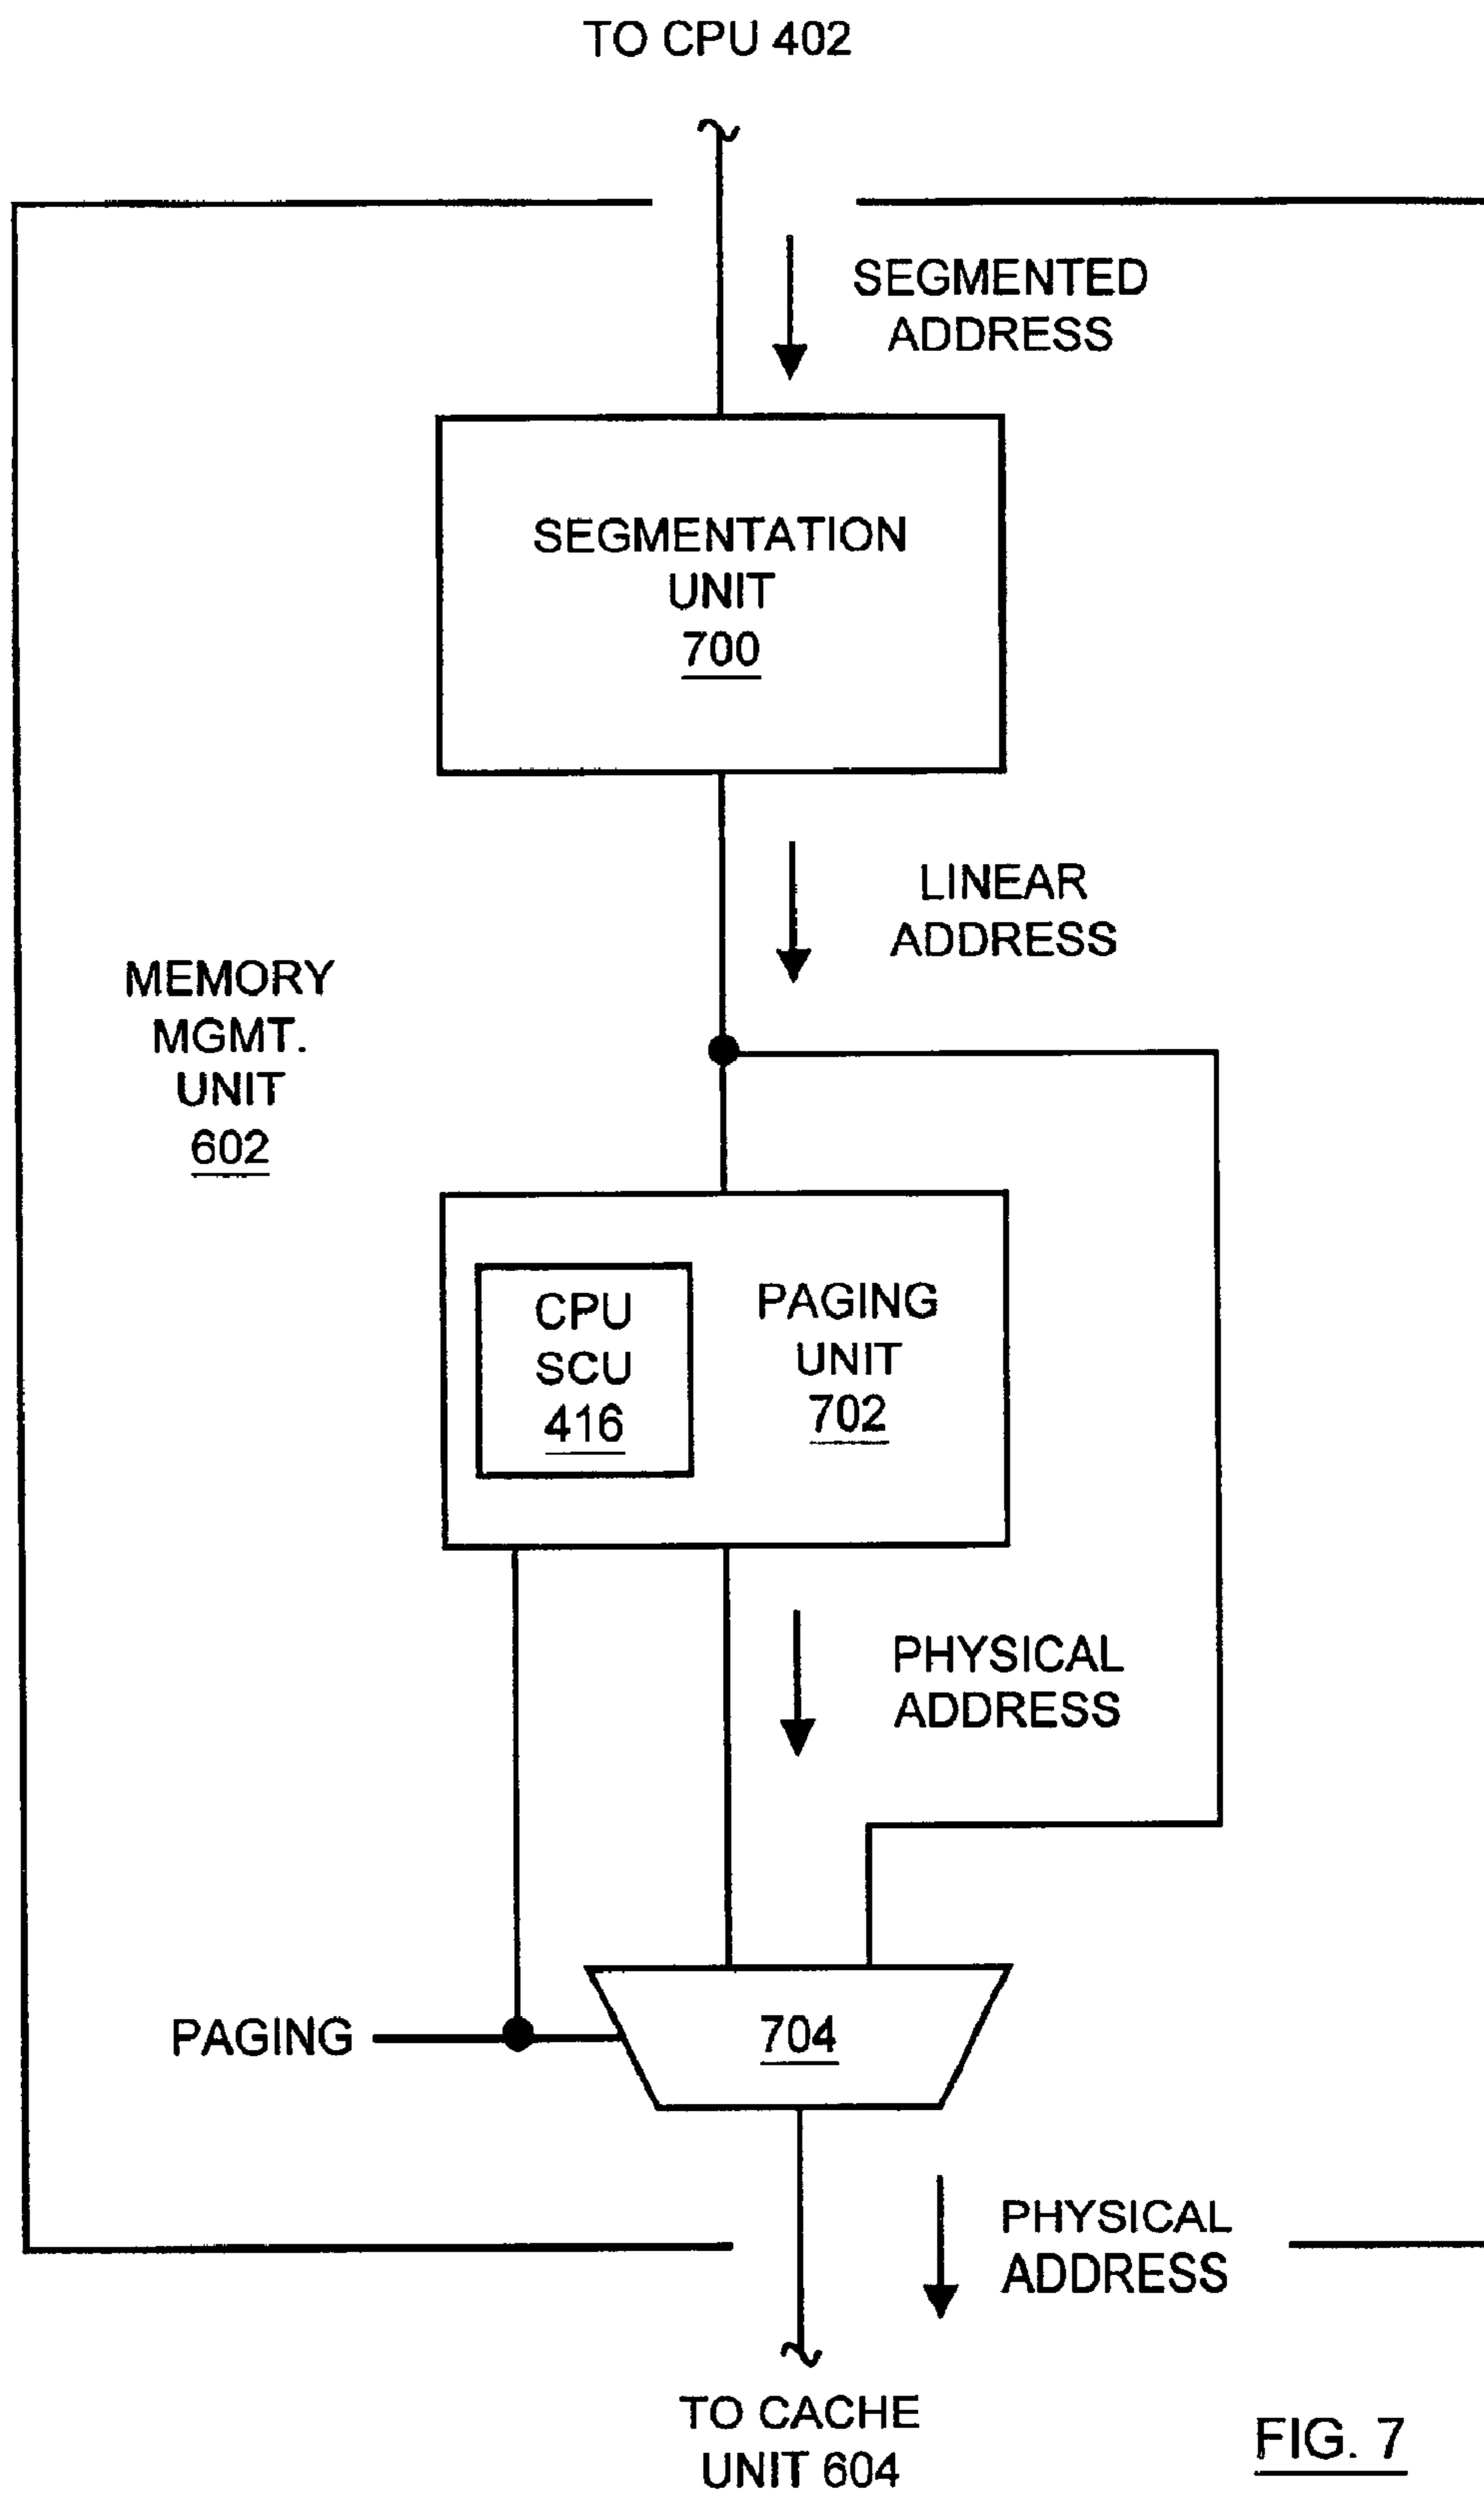 TO CPU 402
SEGMENTED
ADDRESS
SEGMENTATION
UNIT
700
LINEAR
ADDRESS
MEMORY
MGMT.
UNIT
602
CPU
SCU
416
PAGING
UNIT
702
PHYSICAL
ADDRESS
PAGING
704
PHYSICAL
ADDRESS
TO CACHE
UNIT 604
FIG. 7